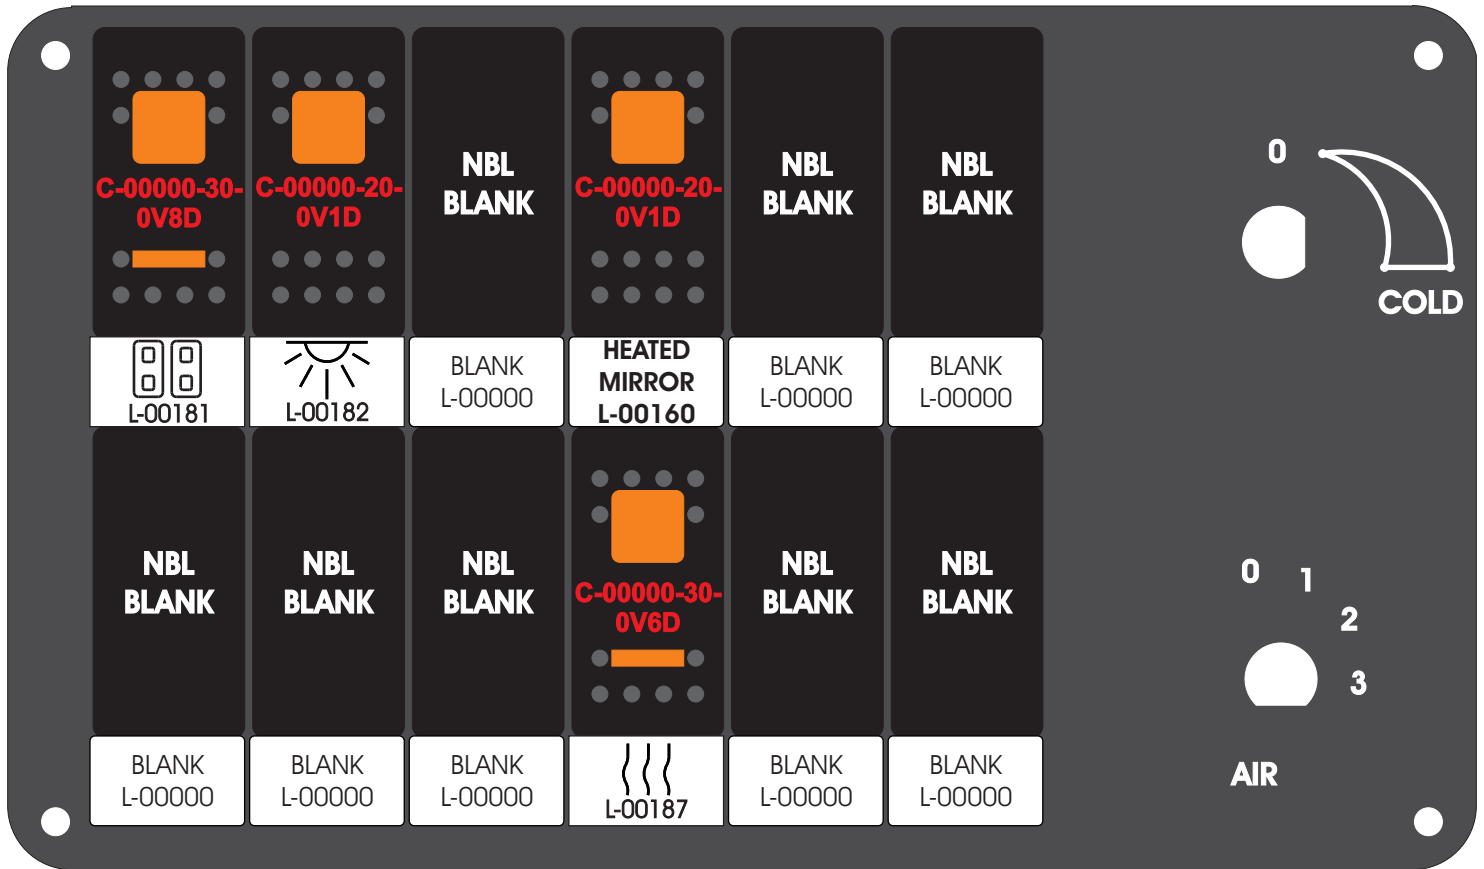 C-00000-30-
0V8D
C-00000-20-
0V1D
NBL
BLANK
C-00000-20-
0V1D
NBL
BLANK
NBL
BLANK
L-00181
L-00182
BLANK
L-00000
HEATED
MIRROR
L-00160
BLANK
L-00000
BLANK
L-00000
0
COLD
NBL
BLANK
NBL
BLANK
NBL
BLANK
C-00000-30-
0V6D
NBL
BLANK
NBL
BLANK
BLANK
L-00000
BLANK
L-00000
BLANK
L-00000
L-00187
BLANK
L-00000
BLANK
L-00000
0
1
2
3
AIR